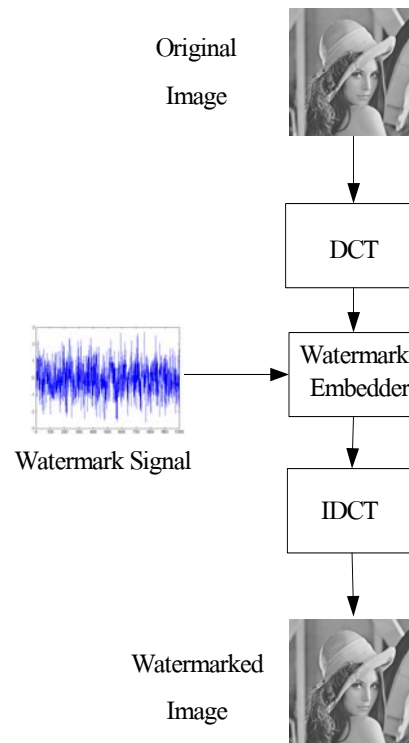 Original
Image
DCT
Watermark
Embedder
Watermark Signal
IDCT
Watermarked
Image